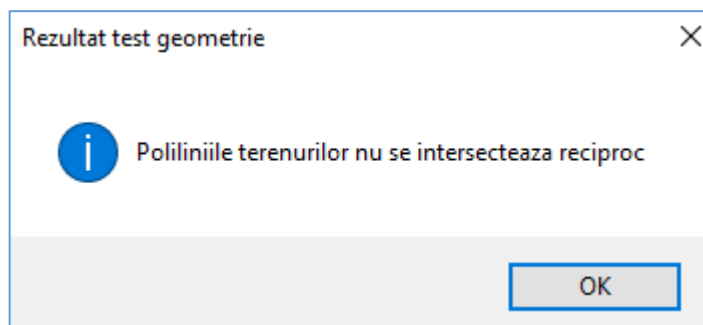 Rezultat test geometrie
Poliliniile terenurilor nu se intersecteaza reciproc
OK